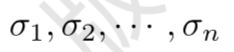 σ₁, σ₂, ⋯ , σₙ